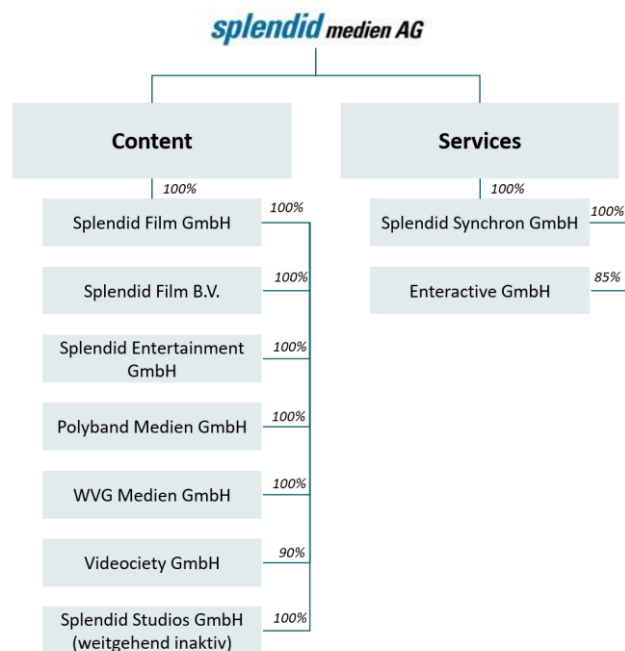 splendid medien AG
Content
Services
100%
100%
Splendid Film GmbH
100%
Splendid Synchron GmbH
100%
Splendid Film B.V.
100%
Enteractive GmbH
85%
Splendid Entertainment
GmbH
100%
Polyband Medien GmbH
100%
WVG Medien GmbH
100%
Videociety GmbH
90%
Splendid Studios GmbH
(weitgehend inaktiv)
100%